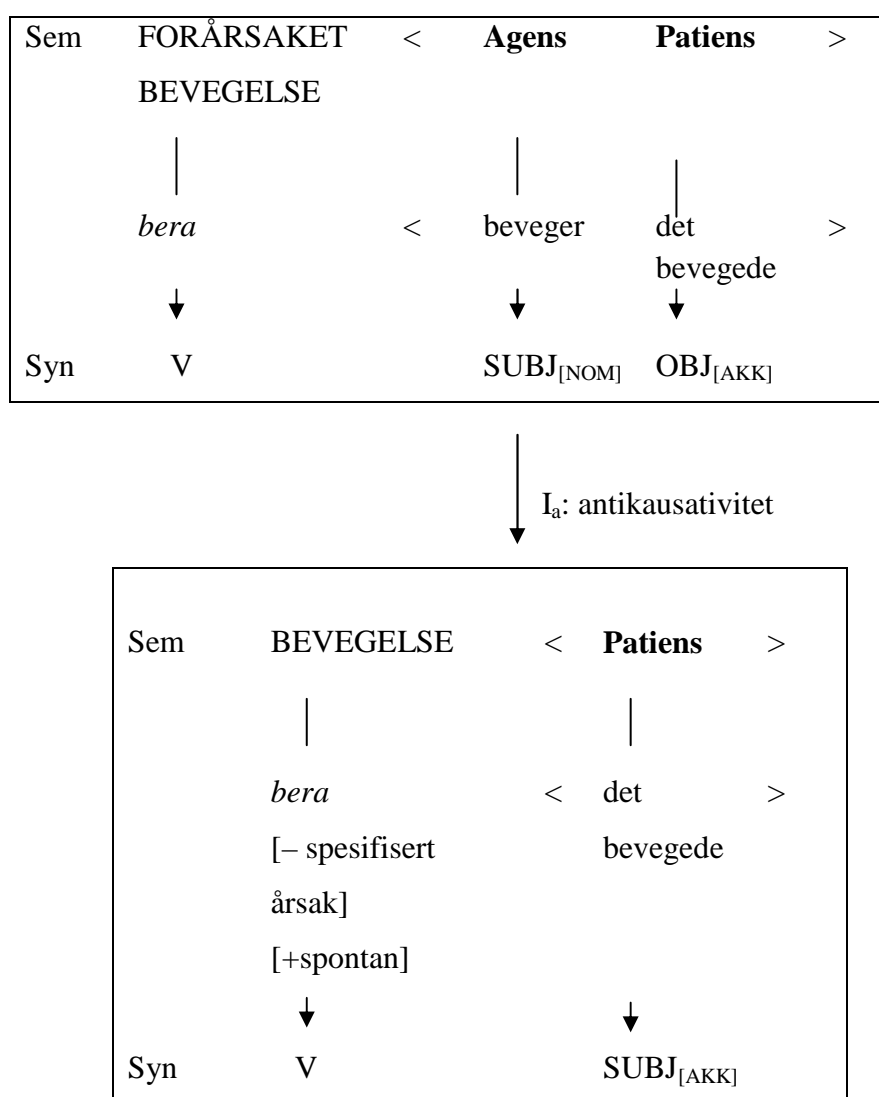 Sem FORÅRSAKET < Agens Patiens >
BEVEGELSE
bera < beveger det >
bevegede
Syn V SUBJ[NOM] OBJ[AKK]
Ia: antikausativitet
Sem BEVEGELSE < Patiens >
bera < det >
[– spesifisert bevegede
årsak]
[+spontan]
Syn V SUBJ[AKK]